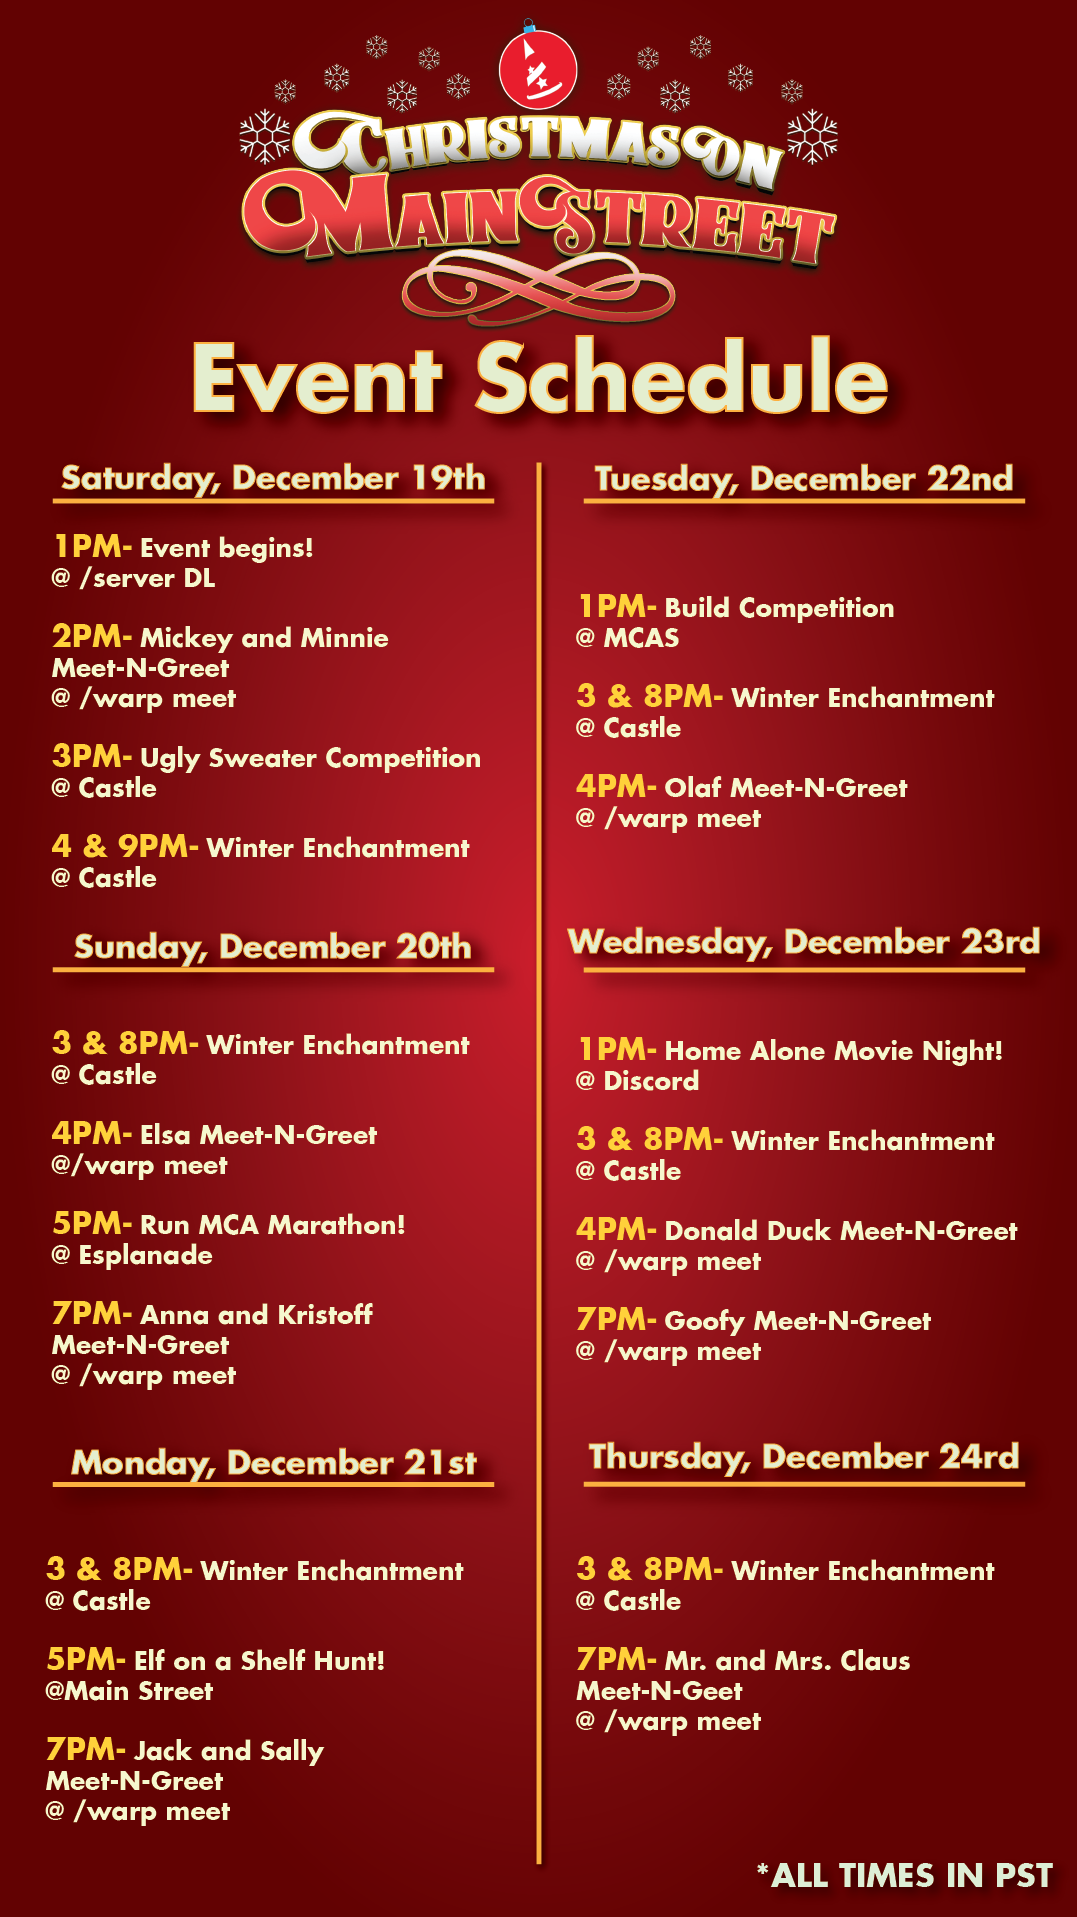 Christmas on
Main Street
Event Schedule
Saturday, December 19th
1PM- Event begins!
@ /server DL
2PM- Mickey and Minnie
Meet-N-Greet
@ /warp meet
3PM- Ugly Sweater Competition
@ Castle
4 & 9PM- Winter Enchantment
@ Castle
Sunday, December 20th
3 & 8PM- Winter Enchantment
@ Castle
4PM- Elsa Meet-N-Greet
@/warp meet
5PM- Run MCA Marathon!
@ Esplanade
7PM- Anna and Kristoff
Meet-N-Greet
@ /warp meet
Monday, December 21st
3 & 8PM- Winter Enchantment
@ Castle
5PM- Elf on a Shelf Hunt!
@Main Street
7PM- Jack and Sally
Meet-N-Greet
@ /warp meet
Tuesday, December 22nd
1PM- Build Competition
@ MCAS
3 & 8PM- Winter Enchantment
@ Castle
4PM- Olaf Meet-N-Greet
@ /warp meet
Wednesday, December 23rd
1PM- Home Alone Movie Night!
@ Discord
3 & 8PM- Winter Enchantment
@ Castle
4PM- Donald Duck Meet-N-Greet
@ /warp meet
7PM- Goofy Meet-N-Greet
@ /warp meet
Thursday, December 24rd
3 & 8PM- Winter Enchantment
@ Castle
7PM- Mr. and Mrs. Claus
Meet-N-Geet
@ /warp meet
*ALL TIMES IN PST